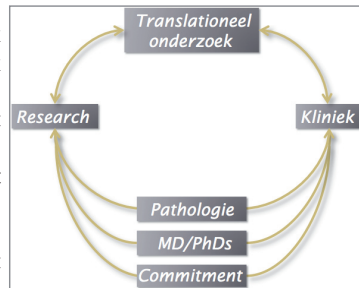 Translationeel
onderzoek
Research
Kliniek
Pathologie
MD/PhDs
Commitment